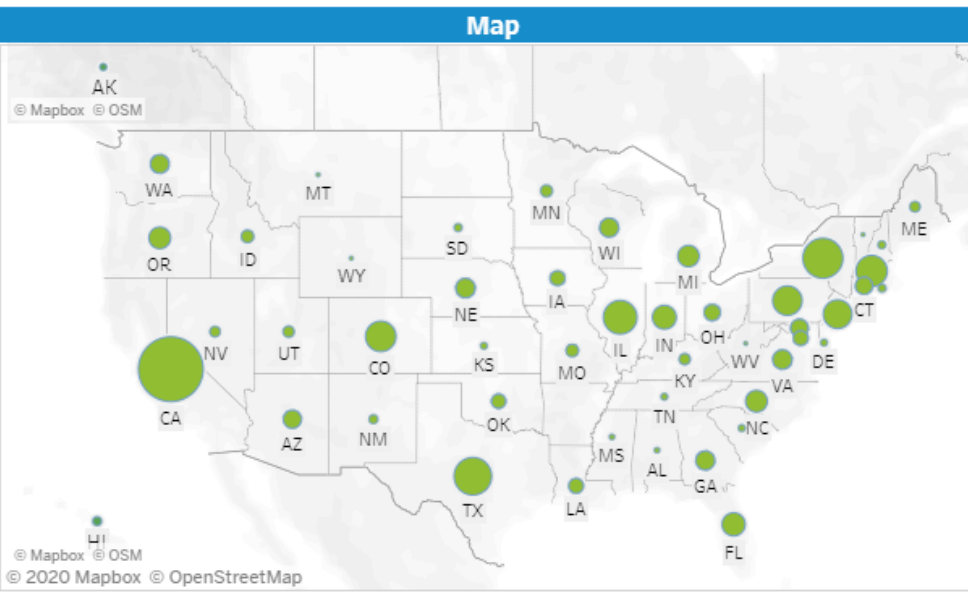 Map
AK
© Mapbox © OSM
WA
MT
MN
ME
OR
ID
SD
WI
WY
MI
NE
IA
CT
NV
UT
CO
KS
MO
IL
IN
OH
KY
WV
DE
VA
CA
AZ
NM
OK
TN
NC
MS
AL
GA
TX
LA
FL
HI
© Mapbox © OSM
© 2020 Mapbox © OpenStreetMap